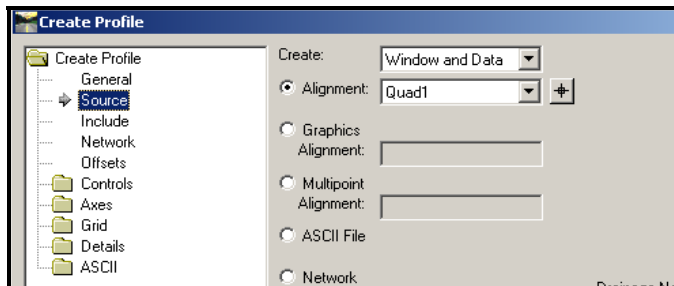 Create Profile
Create Profile
General
Source
Include
Network
Offsets
Controls
Axes
Grid
Details
ASCII
Create:
Window and Data
Alignment:
Quad1
Graphics
Alignment:
Multipoint
Alignment:
ASCII File
Network